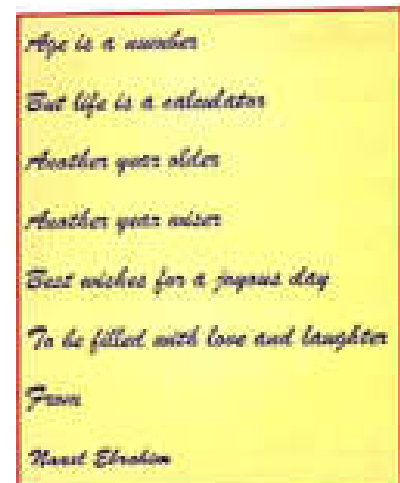 Age is a number
But life is a calculator
Another year older
Another year wiser
Best wishes for a joyous day
To be filled with love and laughter
From
Ebrahim